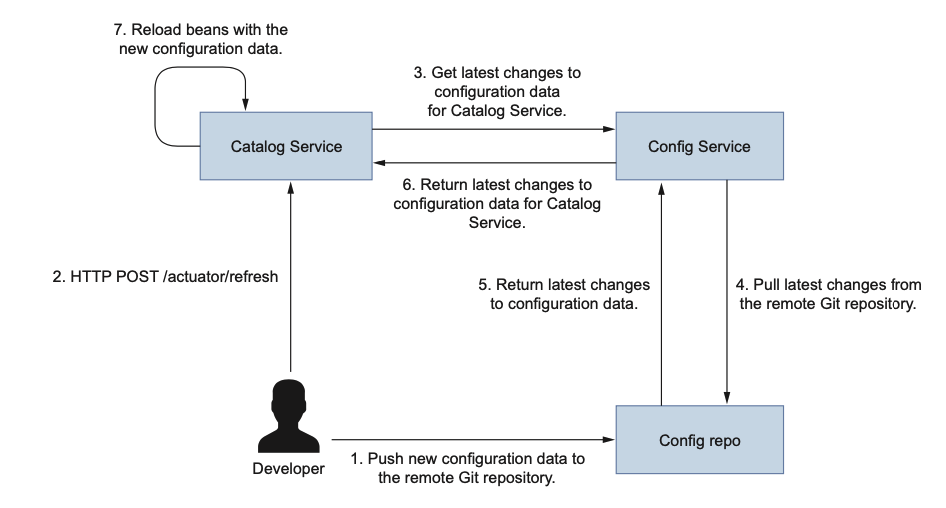 7. Reload beans with the
new configuration data.
3. Get latest changes to
configuration data
for Catalog Service.
Catalog Service
Config Service
6. Return latest changes to
configuration data for Catalog
Service.
2. HTTP POST /actuator/refresh
5. Return latest changes
to configuration data.
4. Pull latest changes from
the remote Git repository.
Developer
1. Push new configuration data to
the remote Git repository.
Config repo